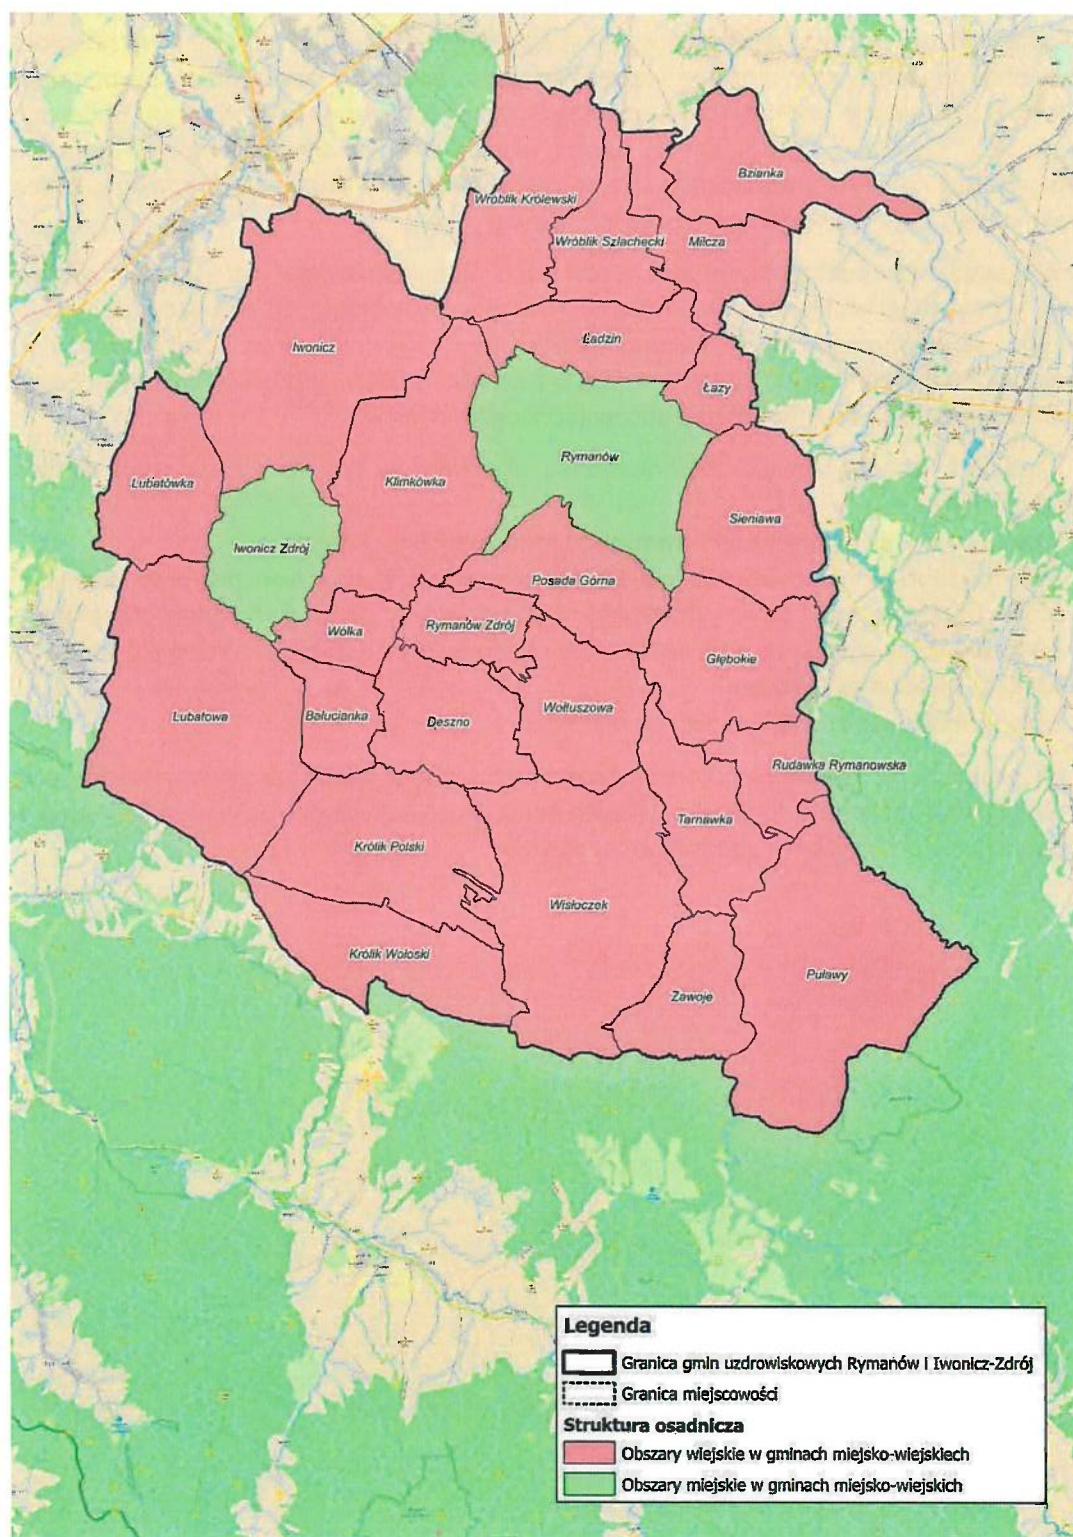 Bzianka
Wróblik Królewski
Wróblik Szlachecki
Milcza
Ladzin
Iwonicz
Łazy
Rymanów
Lubatówka
Klimkówka
Sieniawa
Iwonicz Zdrój
Posada Górna
Wólka
Rymanów Zdrój
Głębokie
Lubatowa
Bałucianka
Deszno
Wołtuszowa
Rudawka Rymanowska
Tarnawka
Królik Polski
Wisłoczek
Królik Wołoski
Puławy
Zawoje
Legenda
Granica gmin uzdrowiskowych Rymanów i Iwonicz-Zdrój
Granica miejscowości
Struktura osadnicza
Obszary wiejskie w gminach miejsko-wiejskiech
Obszary miejskie w gminach miejsko-wiejskich